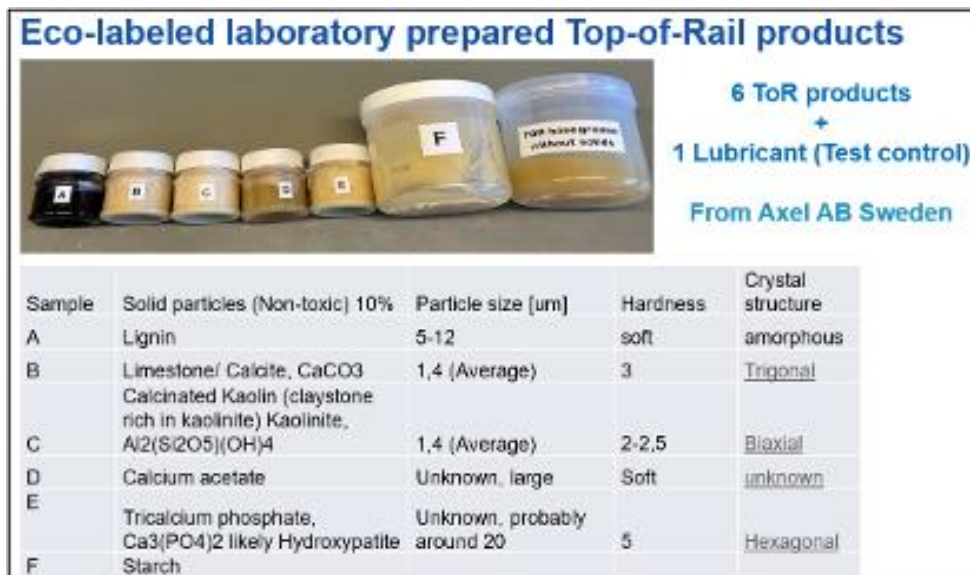 Eco-labeled laboratory prepared Top-of-Rail products
A
B
C
D
E
F
TOR basegrease
without solids
6 ToR products
+
1 Lubricant (Test control)
From Axel AB Sweden
Sample Solid particles (Non-toxic) 10% Particle size [um] Hardness Crystal structure
A Lignin 5-12 soft amorphous
B Limestone/ Calcite, CaCO3 1,4 (Average) 3 Trigonal
Calcinated Kaolin (claystone
rich in kaolinite) Kaolinite,
C Al2(Si2O5)(OH)4 1,4 (Average) 2-2,5 Biaxial
D Calcium acetate Unknown, large Soft unknown
E
Tricalcium phosphate, Unknown, probably
Ca3(PO4)2 likely Hydroxypatite around 20 5 Hexagonal
F Starch